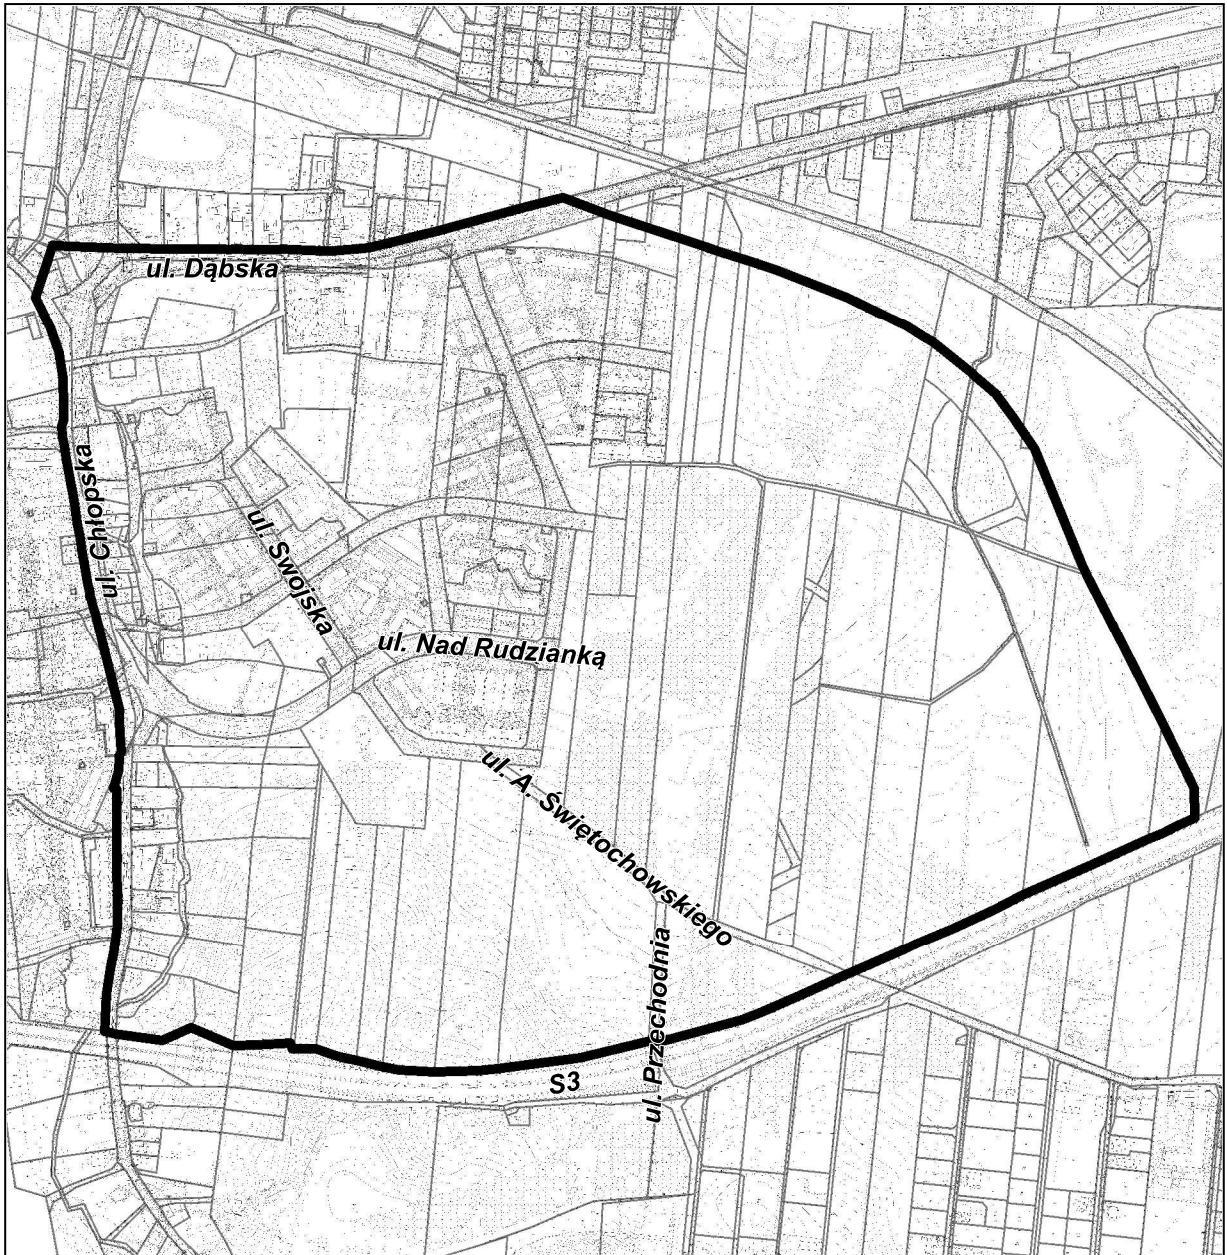 ul. Dąbska
ul. Chłopska
ul. Swojska
ul. Nad Rudzianką
ul. A. Świętochowskiego
ul. Przechodnia
S3